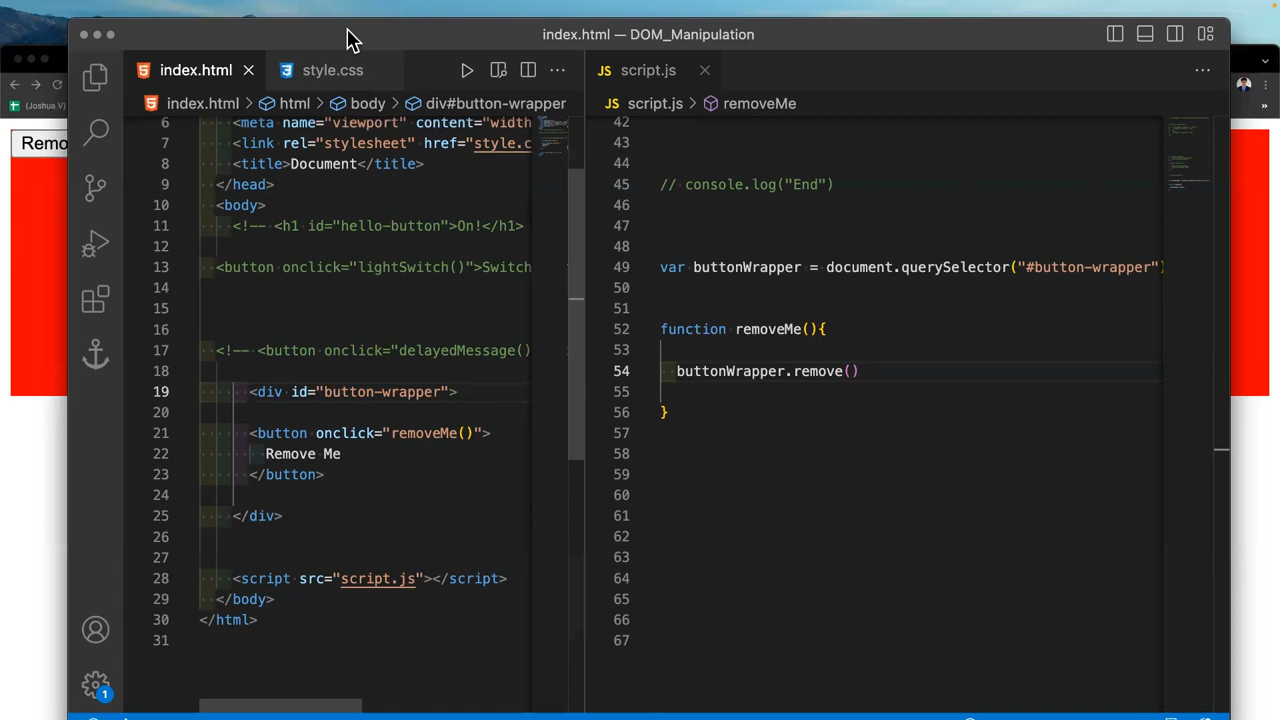 index.html — DOM_Manipulation
index.html
style.css
JS script.js
index.html > html > body > div#button-wrapper
JS script.js > removeMe
(Joshua V)
Remo
6 <meta name="viewport" content="width
7 <link rel="stylesheet" href="style.c
8 <title>Document</title>
9 </head>
10 <body>
11 <!-- <h1 id="hello-button">On!</h1>
12
13 <button onclick="lightSwitch()">Switch
14
15
16
17 <!-- <button onclick="delayedMessage()
18
19 <div id="button-wrapper">
20
21 <button onclick="removeMe()">
22 Remove Me
23 </button>
24
25 </div>
26
27
28 <script src="script.js"></script>
29 </body>
30 </html>
31
42
43
44
45 // console.log("End")
46
47
48
49 var buttonWrapper = document.querySelector("#button-wrapper")
50
51
52 function removeMe(){
53
54 buttonWrapper.remove()
55
56 }
57
58
59
60
61
62
63
64
65
66
67
1